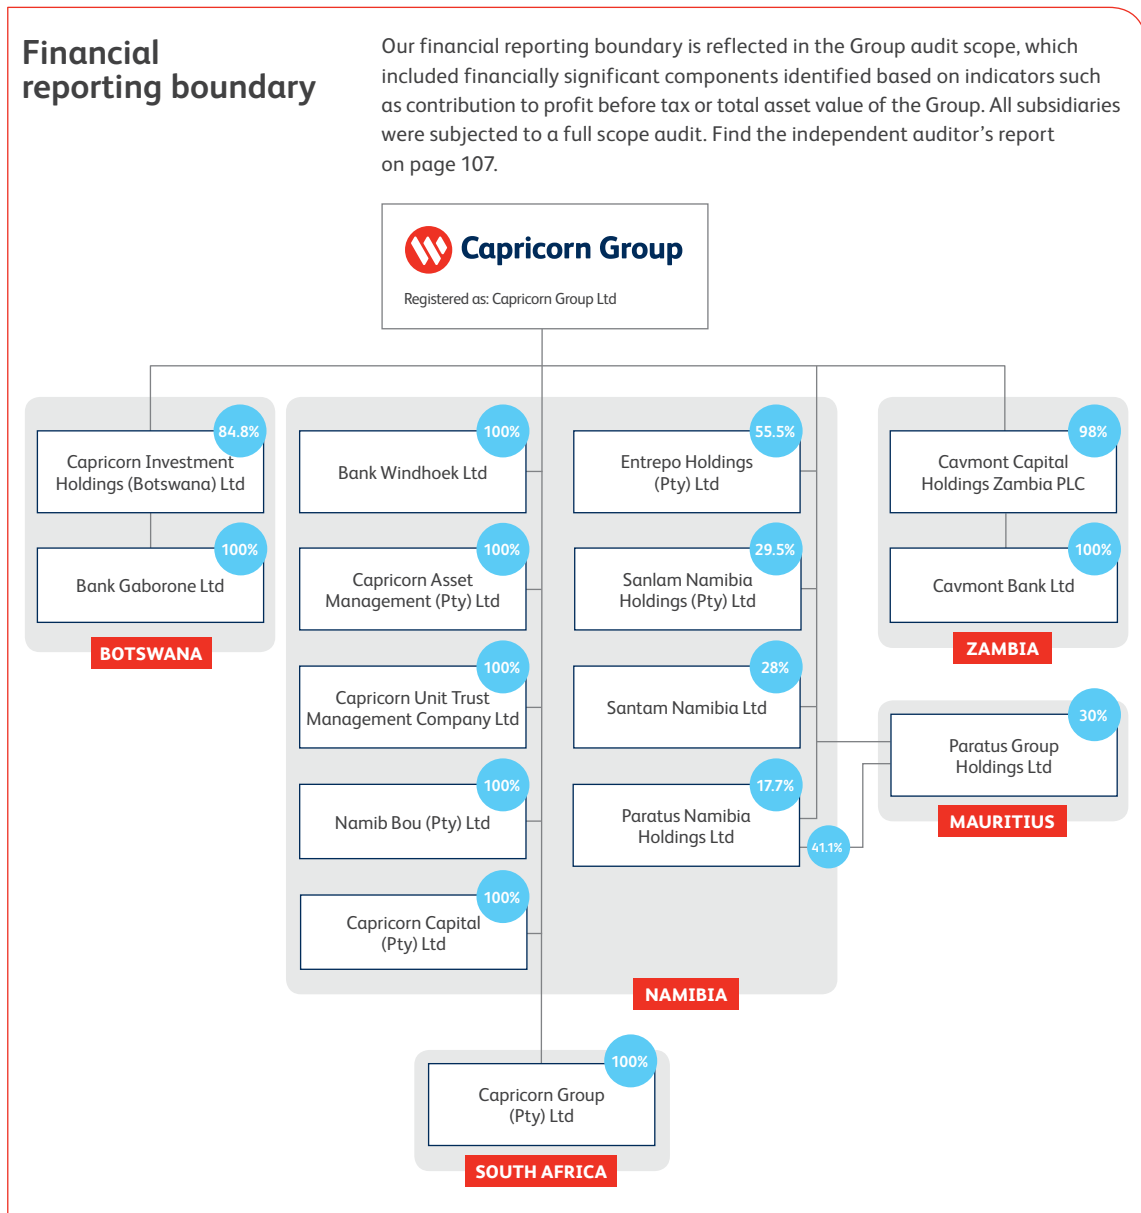 Financial
reporting boundary
Our financial reporting boundary is reflected in the Group audit scope, which
included financially significant components identified based on indicators such
as contribution to profit before tax or total asset value of the Group. All subsidiaries
were subjected to a full scope audit. Find the independent auditor’s report
on page 107.
Capricorn Group
Registered as: Capricorn Group Ltd
84.8%
Capricorn Investment
Holdings (Botswana) Ltd
100%
Bank Gaborone Ltd
BOTSWANA
100%
Bank Windhoek Ltd
100%
Capricorn Asset
Management (Pty) Ltd
100%
Capricorn Unit Trust
Management Company Ltd
100%
Namib Bou (Pty) Ltd
100%
Capricorn Capital
(Pty) Ltd
55.5%
Entrepo Holdings
(Pty) Ltd
29.5%
Sanlam Namibia
Holdings (Pty) Ltd
28%
Santam Namibia Ltd
17.7%
Paratus Namibia
Holdings Ltd
41.1%
NAMIBIA
98%
Cavmont Capital
Holdings Zambia PLC
100%
Cavmont Bank Ltd
ZAMBIA
30%
Paratus Group
Holdings Ltd
MAURITIUS
100%
Capricorn Group
(Pty) Ltd
SOUTH AFRICA